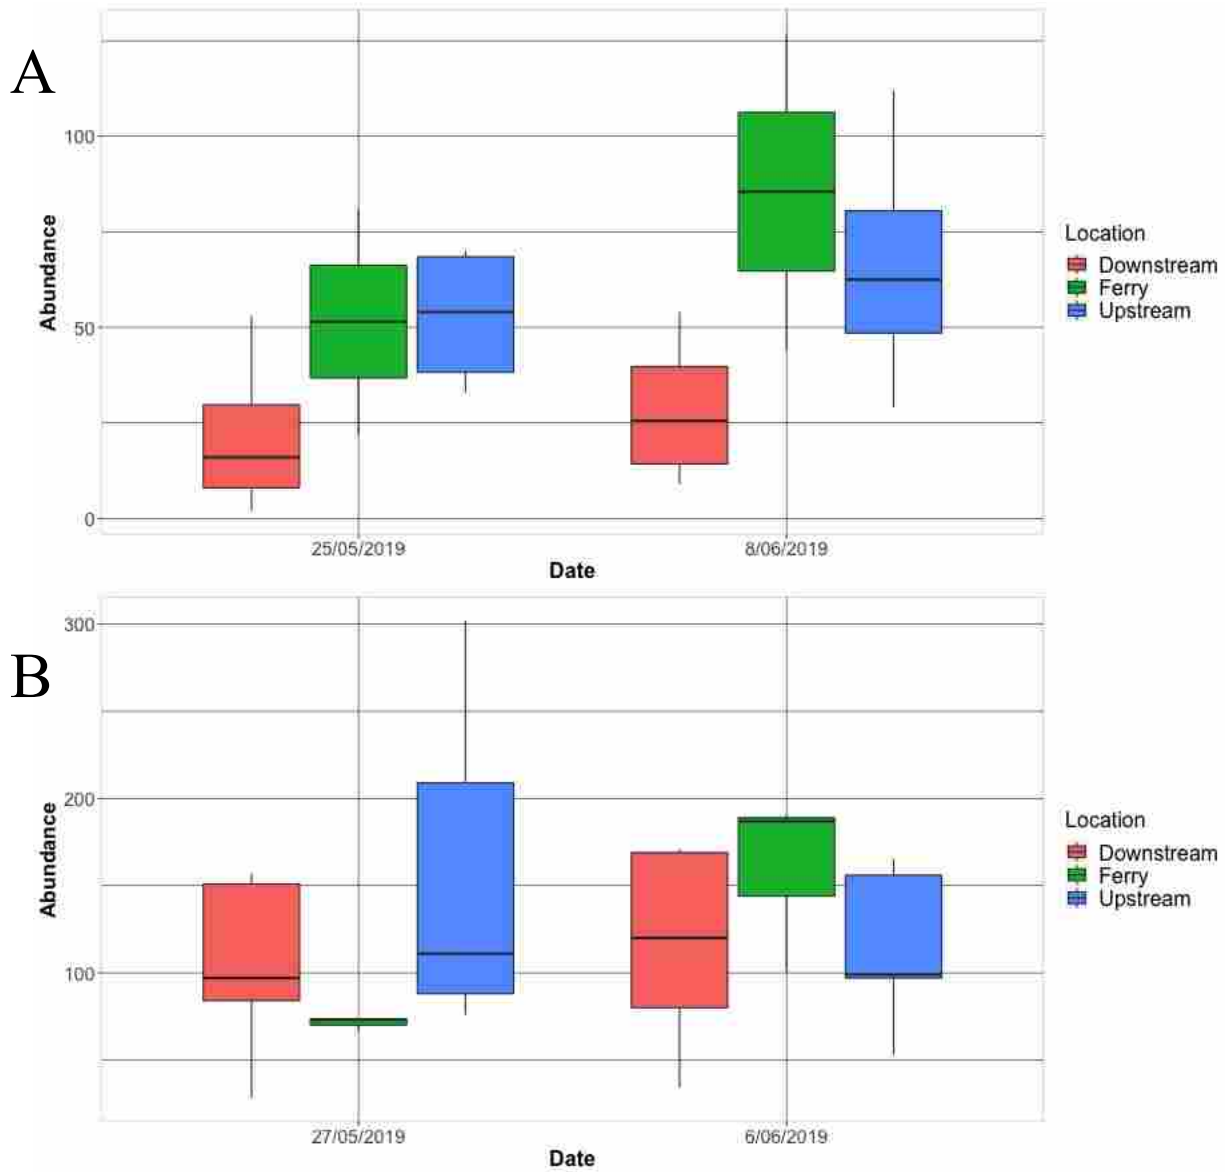 A
100
50
0
Abundance
25/05/2019
8/06/2019
Date
Location
Downstream
Ferry
Upstream
B
300
200
100
Abundance
27/05/2019
6/06/2019
Date
Location
Downstream
Ferry
Upstream